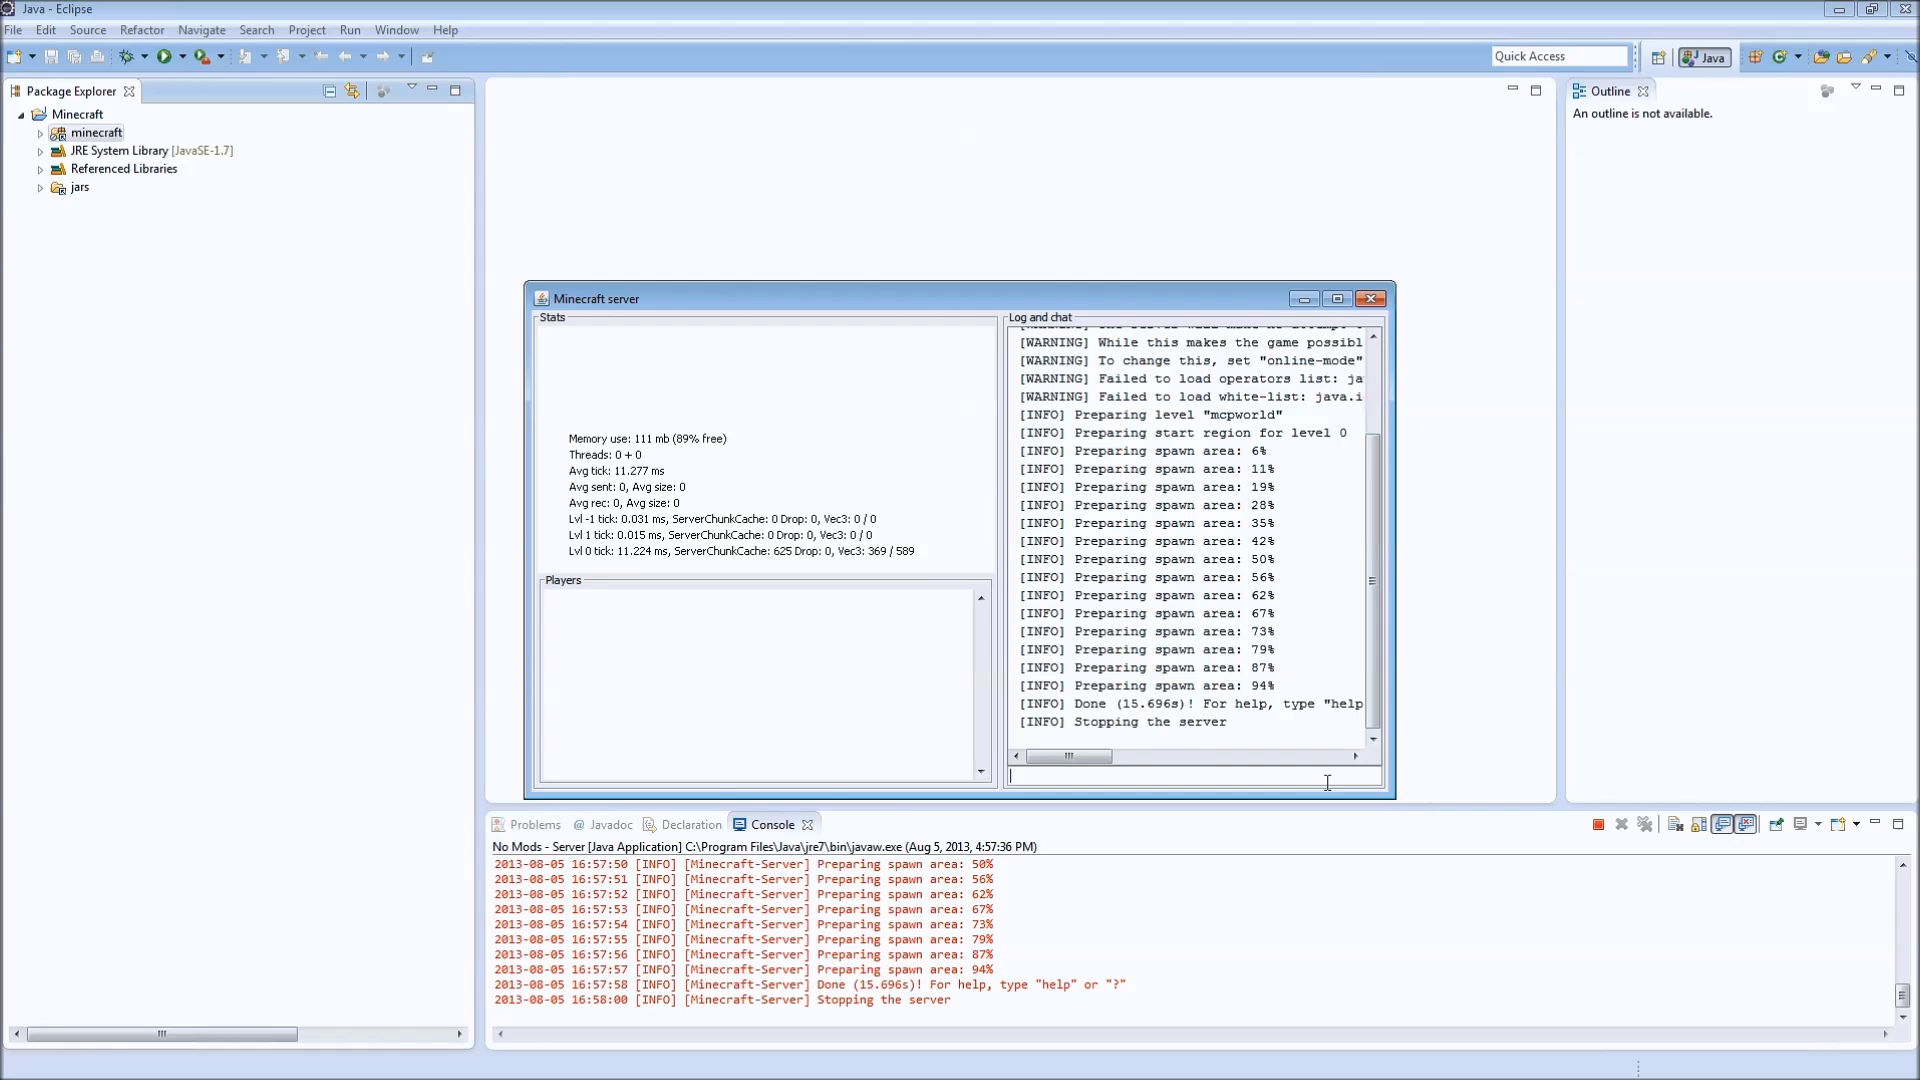 Java - Eclipse
File Edit Source Refactor Navigate Search Project Run Window Help
Quick Access
Java
Package Explorer
Minecraft
minecraft
JRE System Library [JavaSE-1.7]
Referenced Libraries
jars
Outline
An outline is not available.
Minecraft server
Stats
Memory use: 111 mb (89% free)
Threads: 0 + 0
Avg tick: 11.277 ms
Avg sent: 0, Avg size: 0
Avg rec: 0, Avg size: 0
Lvl -1 tick: 0.031 ms, ServerChunkCache: 0 Drop: 0, Vec3: 0 / 0
Lvl 1 tick: 0.015 ms, ServerChunkCache: 0 Drop: 0, Vec3: 0 / 0
Lvl 0 tick: 11.224 ms, ServerChunkCache: 625 Drop: 0, Vec3: 369 / 589
Players
Log and chat
[WARNING] While this makes the game possibl
[WARNING] To change this, set "online-mode"
[WARNING] Failed to load operators list: ja
[WARNING] Failed to load white-list: java.i
[INFO] Preparing level "mcpworld"
[INFO] Preparing start region for level 0
[INFO] Preparing spawn area: 6%
[INFO] Preparing spawn area: 11%
[INFO] Preparing spawn area: 19%
[INFO] Preparing spawn area: 28%
[INFO] Preparing spawn area: 35%
[INFO] Preparing spawn area: 42%
[INFO] Preparing spawn area: 50%
[INFO] Preparing spawn area: 56%
[INFO] Preparing spawn area: 62%
[INFO] Preparing spawn area: 67%
[INFO] Preparing spawn area: 73%
[INFO] Preparing spawn area: 79%
[INFO] Preparing spawn area: 87%
[INFO] Preparing spawn area: 94%
[INFO] Done (15.696s)! For help, type "help
[INFO] Stopping the server
Problems @ Javadoc Declaration Console
No Mods - Server [Java Application] C:\Program Files\Java\jre7\bin\javaw.exe (Aug 5, 2013, 4:57:36 PM)
2013-08-05 16:57:50 [INFO] [Minecraft-Server] Preparing spawn area: 50%
2013-08-05 16:57:51 [INFO] [Minecraft-Server] Preparing spawn area: 56%
2013-08-05 16:57:52 [INFO] [Minecraft-Server] Preparing spawn area: 62%
2013-08-05 16:57:53 [INFO] [Minecraft-Server] Preparing spawn area: 67%
2013-08-05 16:57:54 [INFO] [Minecraft-Server] Preparing spawn area: 73%
2013-08-05 16:57:55 [INFO] [Minecraft-Server] Preparing spawn area: 79%
2013-08-05 16:57:56 [INFO] [Minecraft-Server] Preparing spawn area: 87%
2013-08-05 16:57:57 [INFO] [Minecraft-Server] Preparing spawn area: 94%
2013-08-05 16:57:58 [INFO] [Minecraft-Server] Done (15.696s)! For help, type "help" or "?"
2013-08-05 16:58:00 [INFO] [Minecraft-Server] Stopping the server